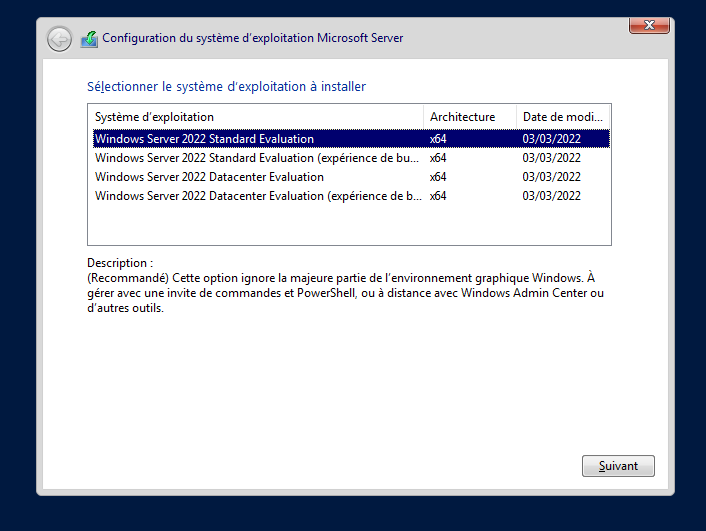 Configuration du système d'exploitation Microsoft Server
Sélectionner le système d'exploitation à installer
Système d'exploitation Architecture Date de modi...
Windows Server 2022 Standard Evaluation x64 03/03/2022
Windows Server 2022 Standard Evaluation (expérience de bu... x64 03/03/2022
Windows Server 2022 Datacenter Evaluation x64 03/03/2022
Windows Server 2022 Datacenter Evaluation (expérience de b... x64 03/03/2022
Description :
(Recommandé) Cette option ignore la majeure partie de l'environnement graphique Windows. À
gérer avec une invite de commandes et PowerShell, ou à distance avec Windows Admin Center ou
d'autres outils.
Suivant